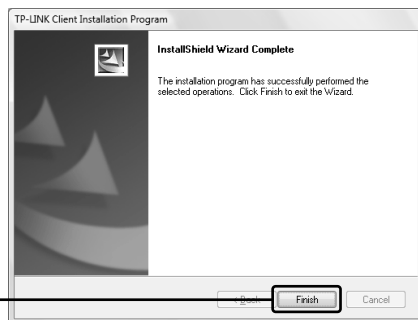 TP-LINK Client Installation Program
InstallShield Wizard Complete
The installation program has successfully performed the
selected operations. Click Finish to exit the Wizard.
< Back
Finish
Cancel